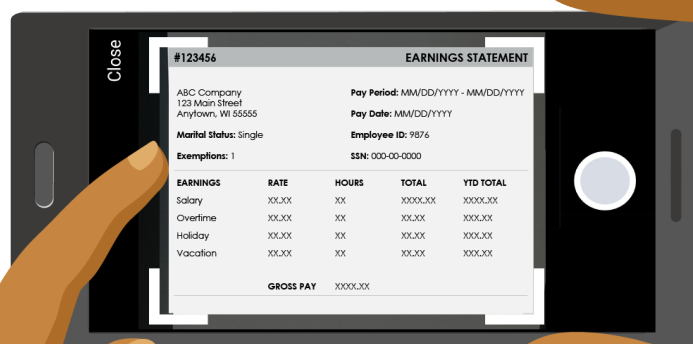 Close
#123456 EARNINGS STATEMENT
ABC Company Pay Period: MM/DD/YYYY - MM/DD/YYYY
123 Main Street
Anytown, WI 55555 Pay Date: MM/DD/YYYY
Marital Status: Single Employee ID: 9876
Exemptions: 1 SSN: 000-00-0000
EARNINGS RATE HOURS TOTAL YTD TOTAL
Salary XX.XX XX XXXX.XX XXXX.XX
Overtime XX.XX XX XX.XX XXX.XX
Holiday XX.XX XX XX.XX XXX.XX
Vacation XX.XX XX XX.XX XXX.XX
GROSS PAY XXXX.XX